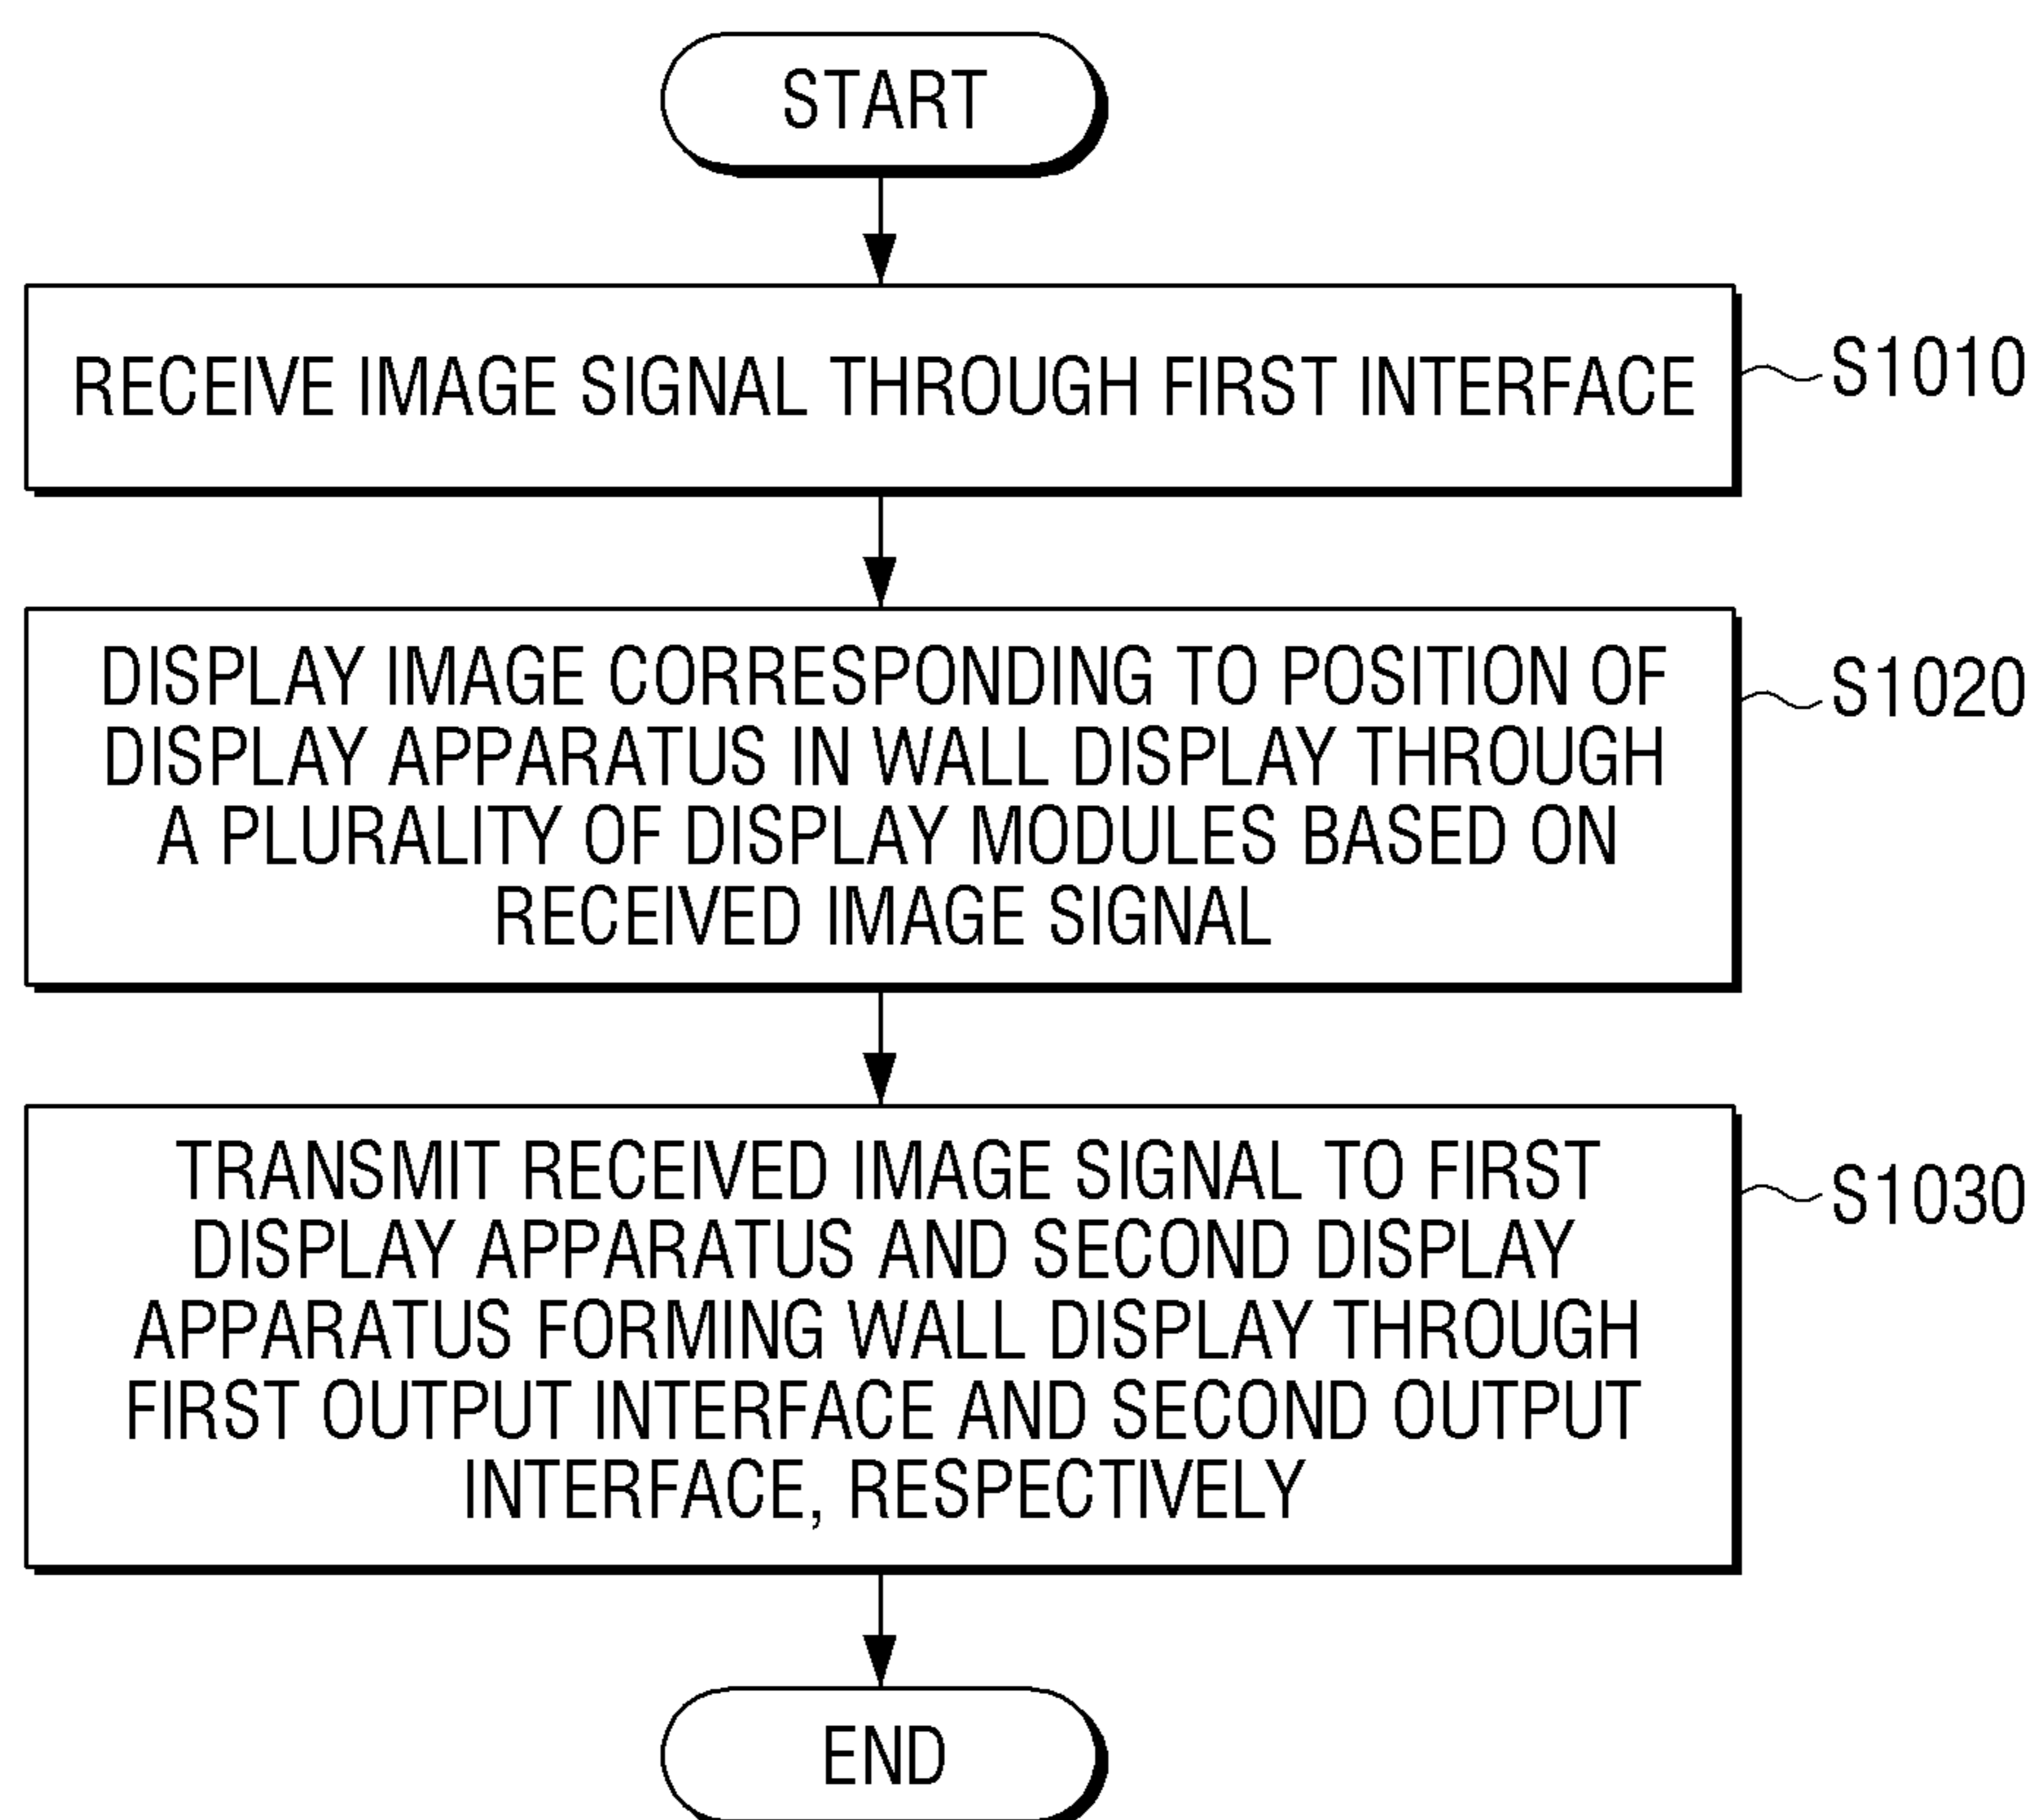 START
RECEIVE IMAGE SIGNAL THROUGH FIRST INTERFACE
S1010
DISPLAY IMAGE CORRESPONDING TO POSITION OF
DISPLAY APPARATUS IN WALL DISPLAY THROUGH
A PLURALITY OF DISPLAY MODULES BASED ON
RECEIVED IMAGE SIGNAL
S1020
TRANSMIT RECEIVED IMAGE SIGNAL TO FIRST
DISPLAY APPARATUS AND SECOND DISPLAY
APPARATUS FORMING WALL DISPLAY THROUGH
FIRST OUTPUT INTERFACE AND SECOND OUTPUT
INTERFACE, RESPECTIVELY
S1030
END